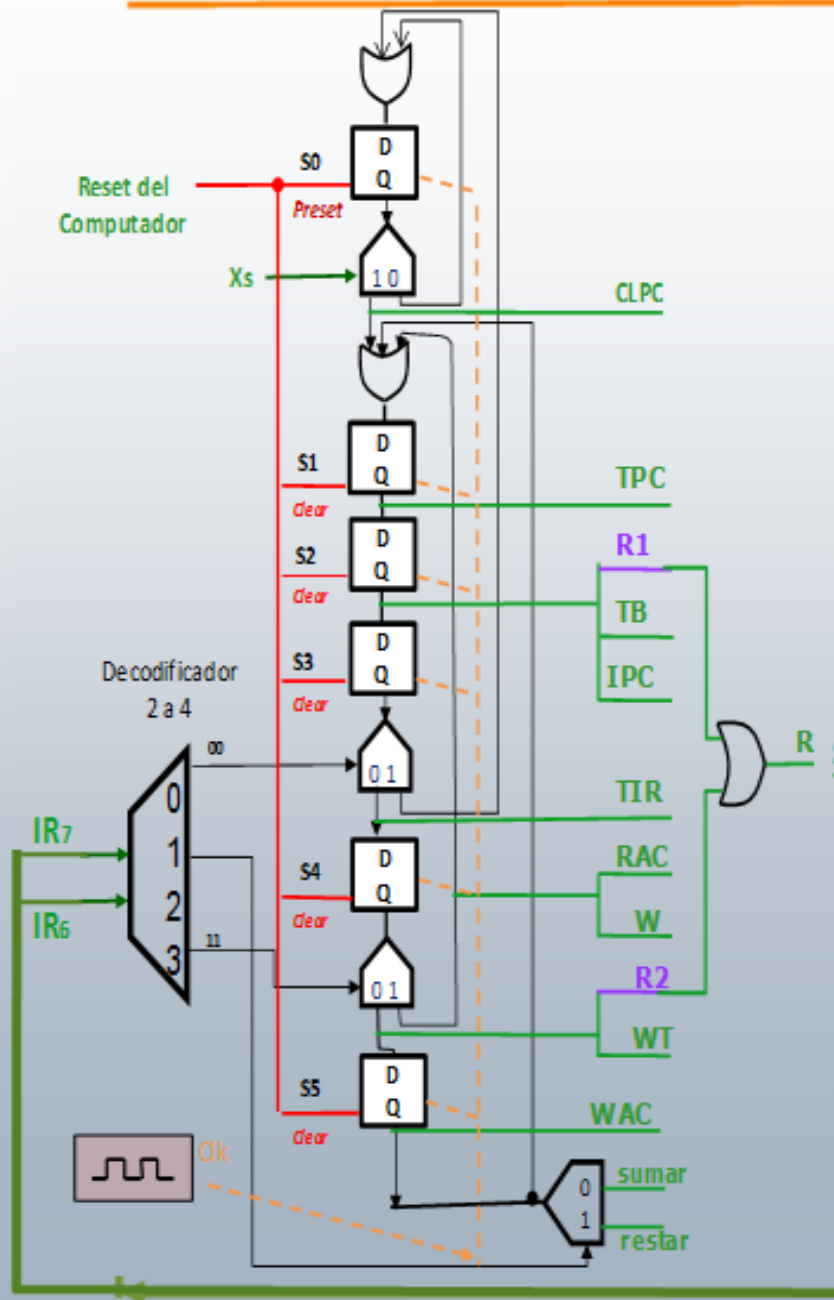 D
Q
S0
Preset
Reset del
Computador
Xs
1 0
CLPC
D
Q
S1
Clear
TPC
D
Q
S2
Clear
R1
TB
IPC
D
Q
S3
Clear
Decodificador
2 a 4
00
0 1
R
TIR
0
1
2
3
IR7
IR6
D
Q
S4
Clear
RAC
W
11
0 1
R2
WT
D
Q
S5
Clear
WAC
Clk
0
1
sumar
restar